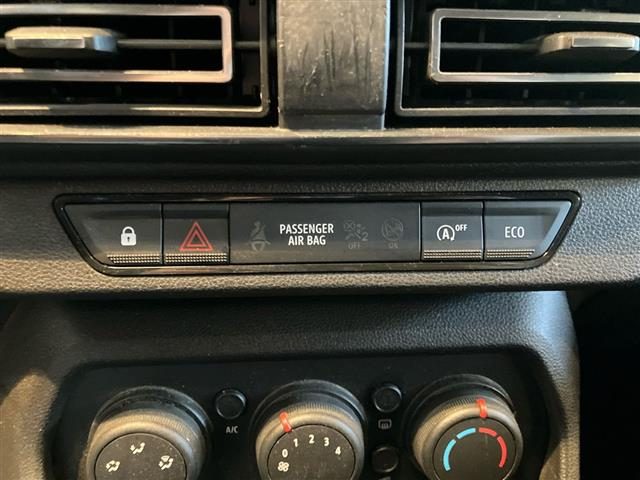 PASSENGER
AIR BAG
OFF
ON
A OFF
ECO
A/C
0 1 2 3 4